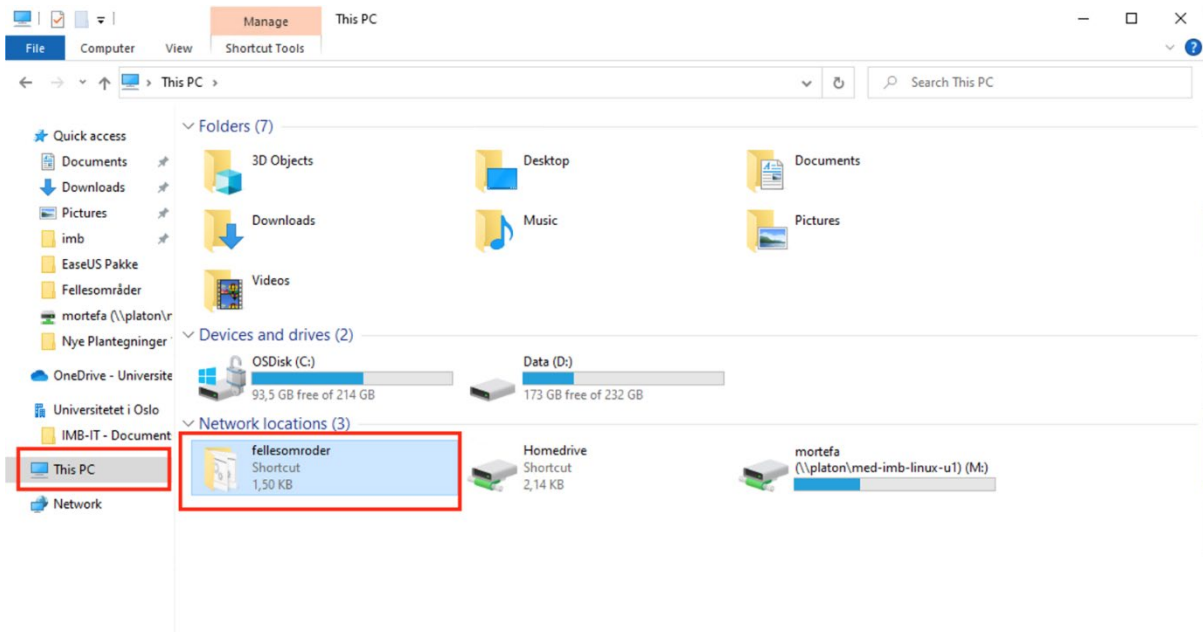 Manage
This PC
File
Computer
View
Shortcut Tools
This PC
Search This PC
Quick access
Documents
Downloads
Pictures
imb
EaseUS Pakke
Fellesområder
mortefa (\\platon\r
Nye Plantegninger
OneDrive - Universite
Universitetet i Oslo
IMB-IT - Document
This PC
Network
Folders (7)
3D Objects
Desktop
Documents
Downloads
Music
Pictures
Videos
Devices and drives (2)
OSDisk (C:)
93,5 GB free of 214 GB
Data (D:)
173 GB free of 232 GB
Network locations (3)
fellesomroder
Shortcut
1,50 KB
Homedrive
Shortcut
2,14 KB
mortefa
(\\platon\med-imb-linux-u1) (M:)